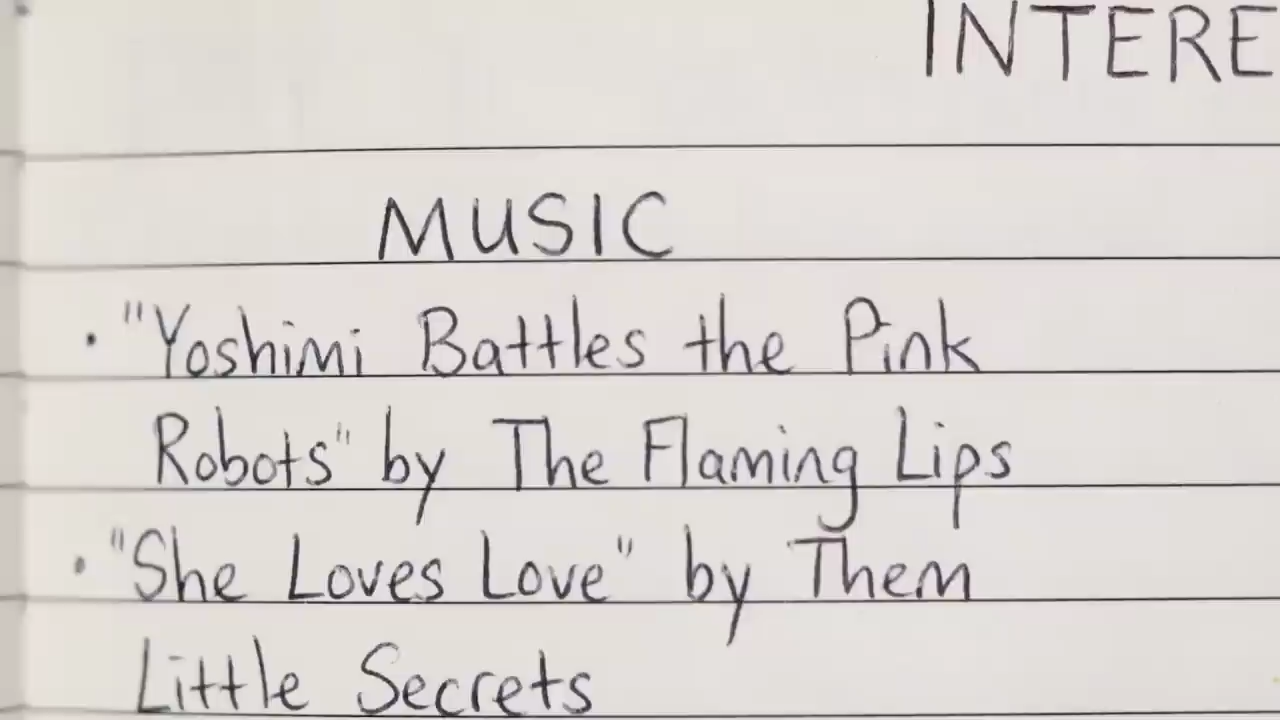 INTERE
MUSIC
• "Yoshimi Battles the Pink
Robots" by The Flaming Lips
• "She Loves Love" by Them
Little Secrets